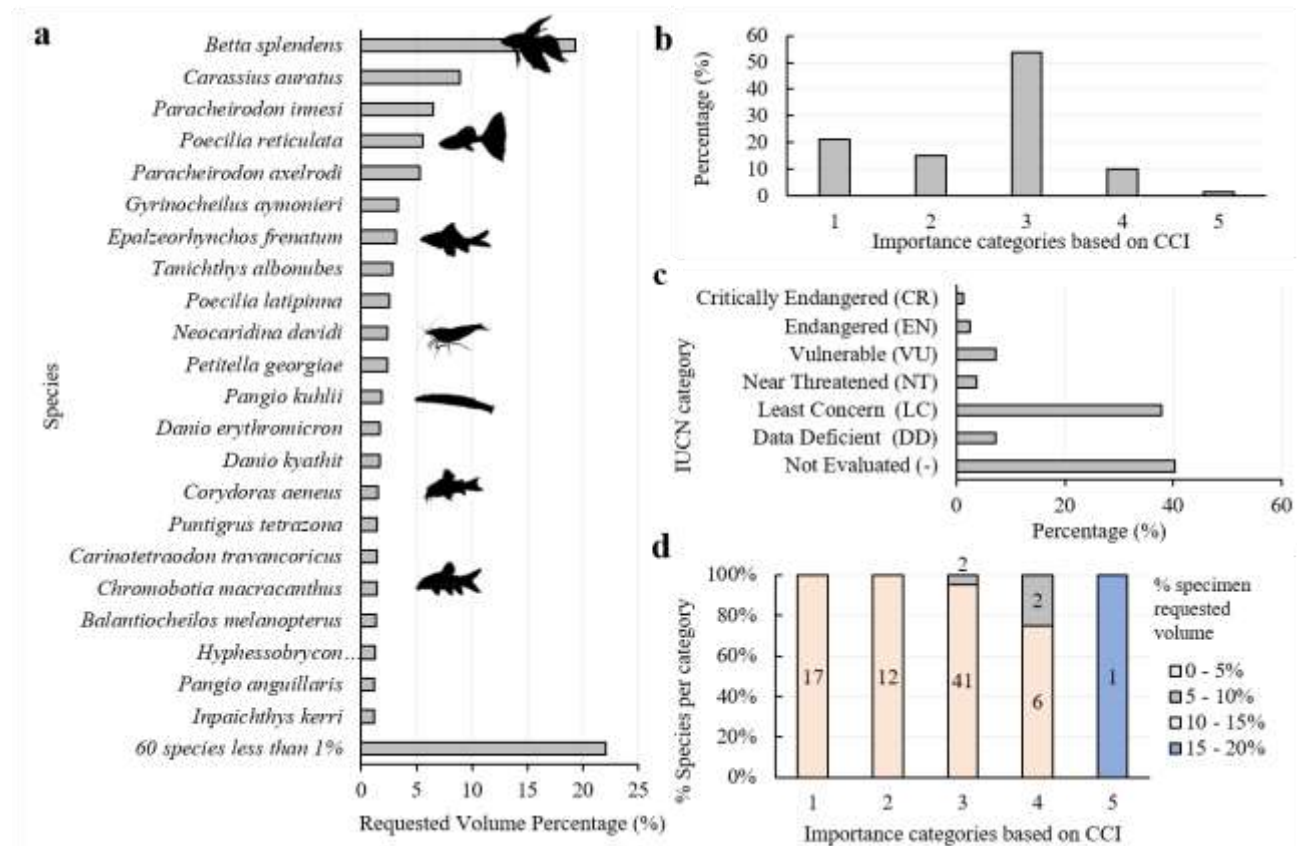 a
Species
Betta splendens
Carassius auratus
Paracheirodon innesi
Poecilia reticulata
Paracheirodon axelrodi
Gyrinocheilus aymonieri
Epalzeorhynchos frenatum
Tanichthys albonubes
Poecilia latipinna
Neocaridina davidi
Petitella georgiae
Pangio kuhlii
Danio erythromicron
Danio kyathit
Corydoras aeneus
Puntigrus tetrazona
Carinotetraodon travancoricus
Chromobotia macracanthus
Balantiocheilos melanopterus
Hyphessobrycon…
Pangio anguillaris
Inpaichthys kerri
60 species less than 1%
0 5 10 15 20 25
Requested Volume Percentage (%)
b
Percentage (%)
60
50
40
30
20
10
0
1 2 3 4 5
Importance categories based on CCI
c
IUCN category
Critically Endangered (CR)
Endangered (EN)
Vulnerable (VU)
Near Threatened (NT)
Least Concern (LC)
Data Deficient (DD)
Not Evaluated (-)
0 20 40 60
Percentage (%)
d
% Species per category
100%
80%
60%
40%
20%
0%
17 12 41 6 1
2 2
1 2 3 4 5
Importance categories based on CCI
% specimen
requested
volume
0 - 5%
5 - 10%
10 - 15%
15 - 20%